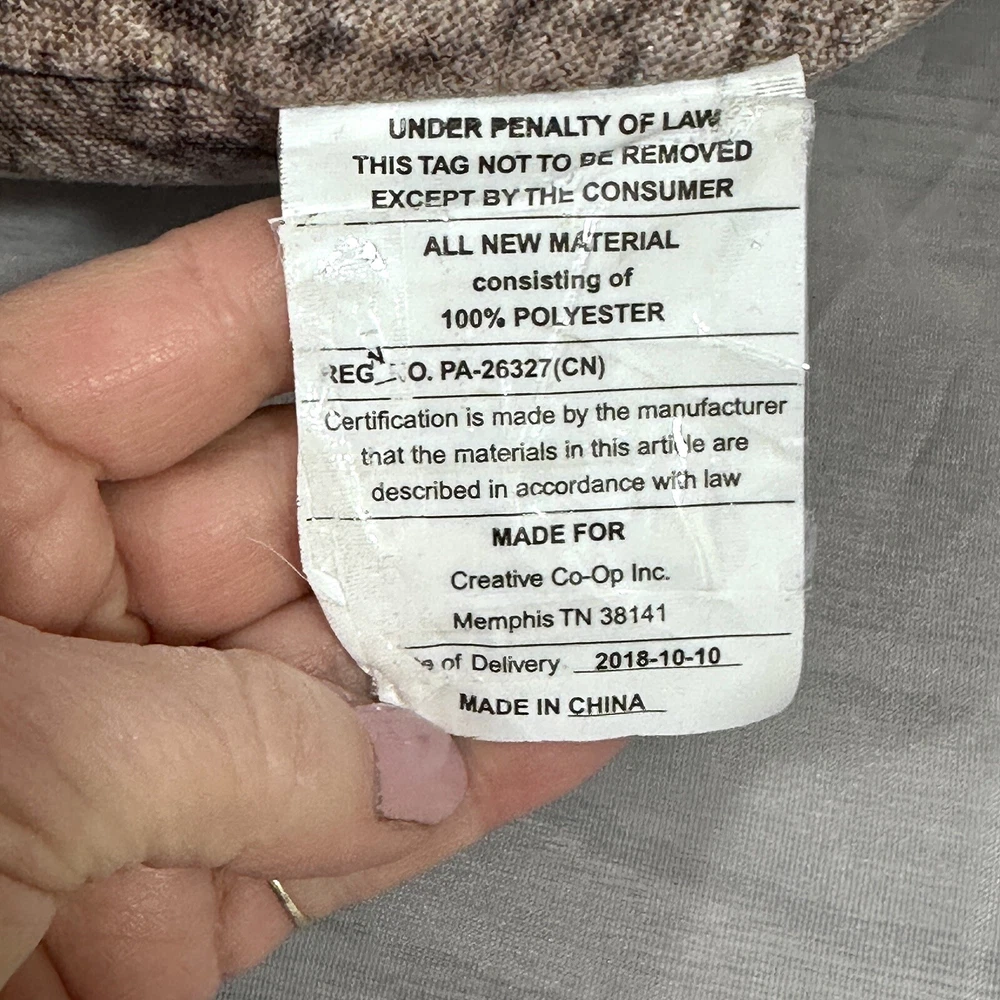 UNDER PENALTY OF LAW
THIS TAG NOT TO BE REMOVED
EXCEPT BY THE CONSUMER
ALL NEW MATERIAL
consisting of
100% POLYESTER
REG NO. PA-26327(CN)
Certification is made by the manufacturer
that the materials in this article are
described in accordance with law
MADE FOR
Creative Co-Op Inc.
Memphis TN 38141
of Delivery 2018-10-10
MADE IN CHINA